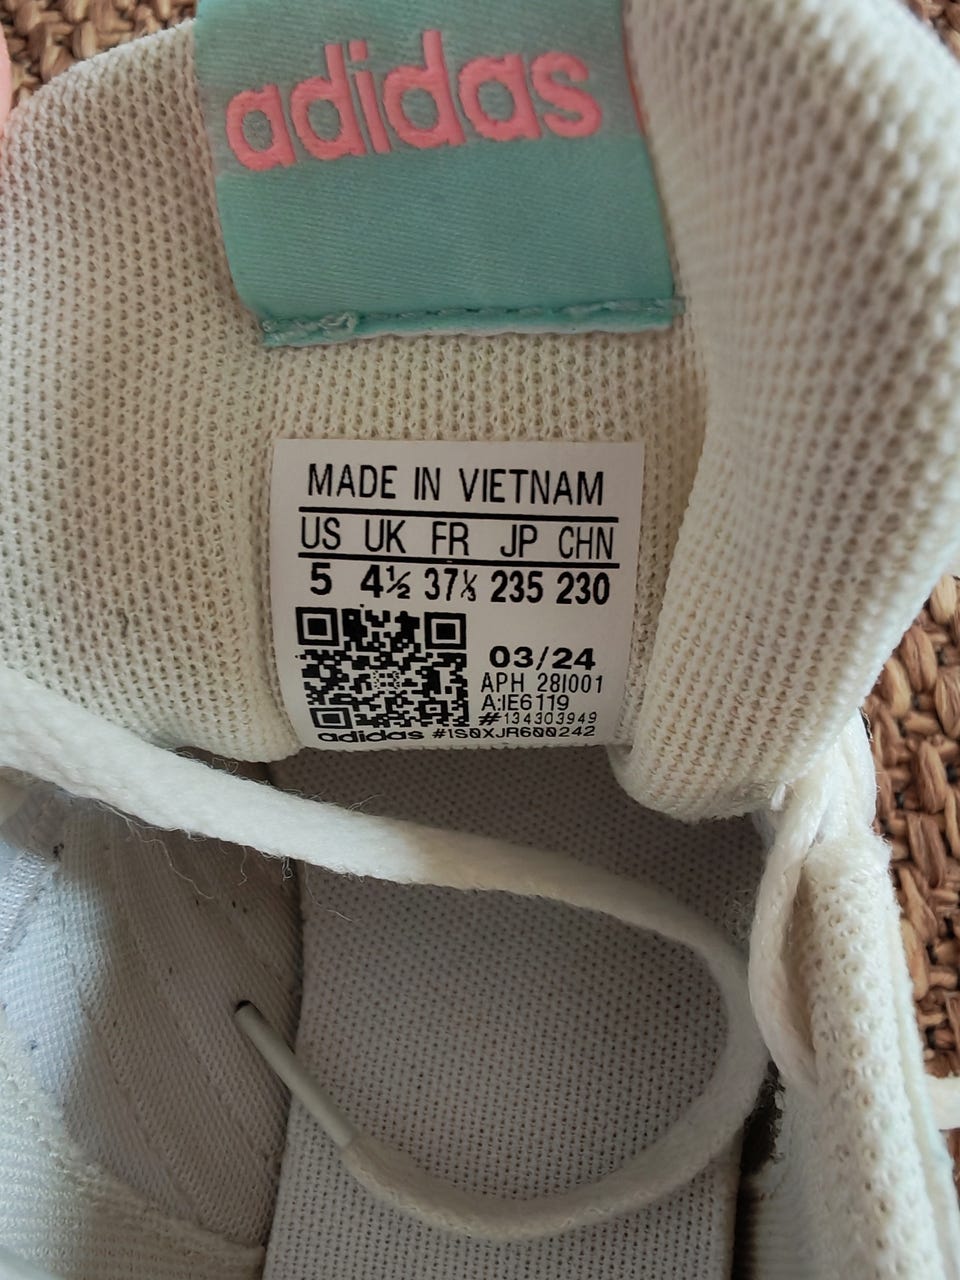 adidas
MADE IN VIETNAM
US UK FR JP CHN
5 4½ 37⅓ 235 230
03/24
APH 28I001
A:IE6119
#134303949
adidas #1S0XJR600242